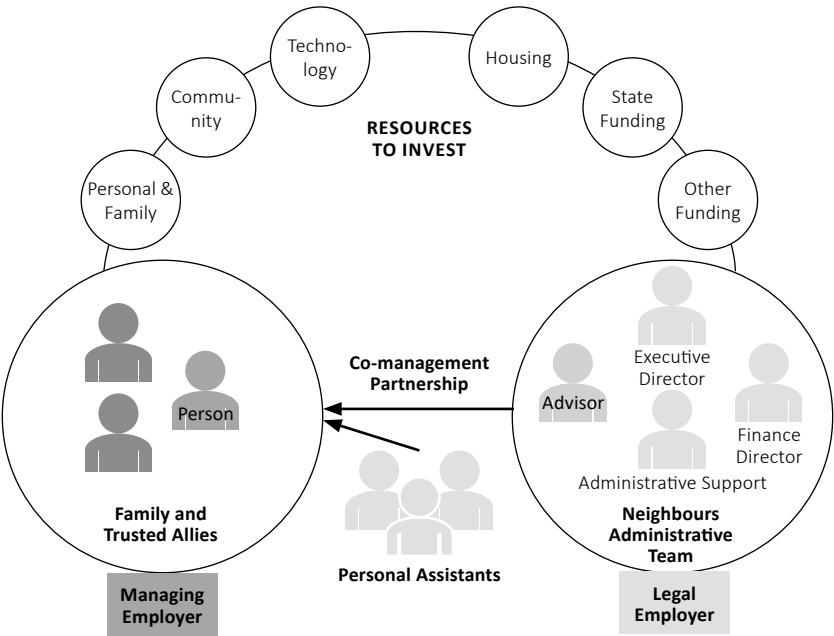 Techno-
logy
Housing
Commu-
nity
State
Funding
RESOURCES
TO INVEST
Personal &
Family
Other
Funding
Co-management
Partnership
Person
Advisor
Executive
Director
Finance
Director
Administrative Support
Family and
Trusted Allies
Neighbours
Administrative
Team
Personal Assistants
Managing
Employer
Legal
Employer